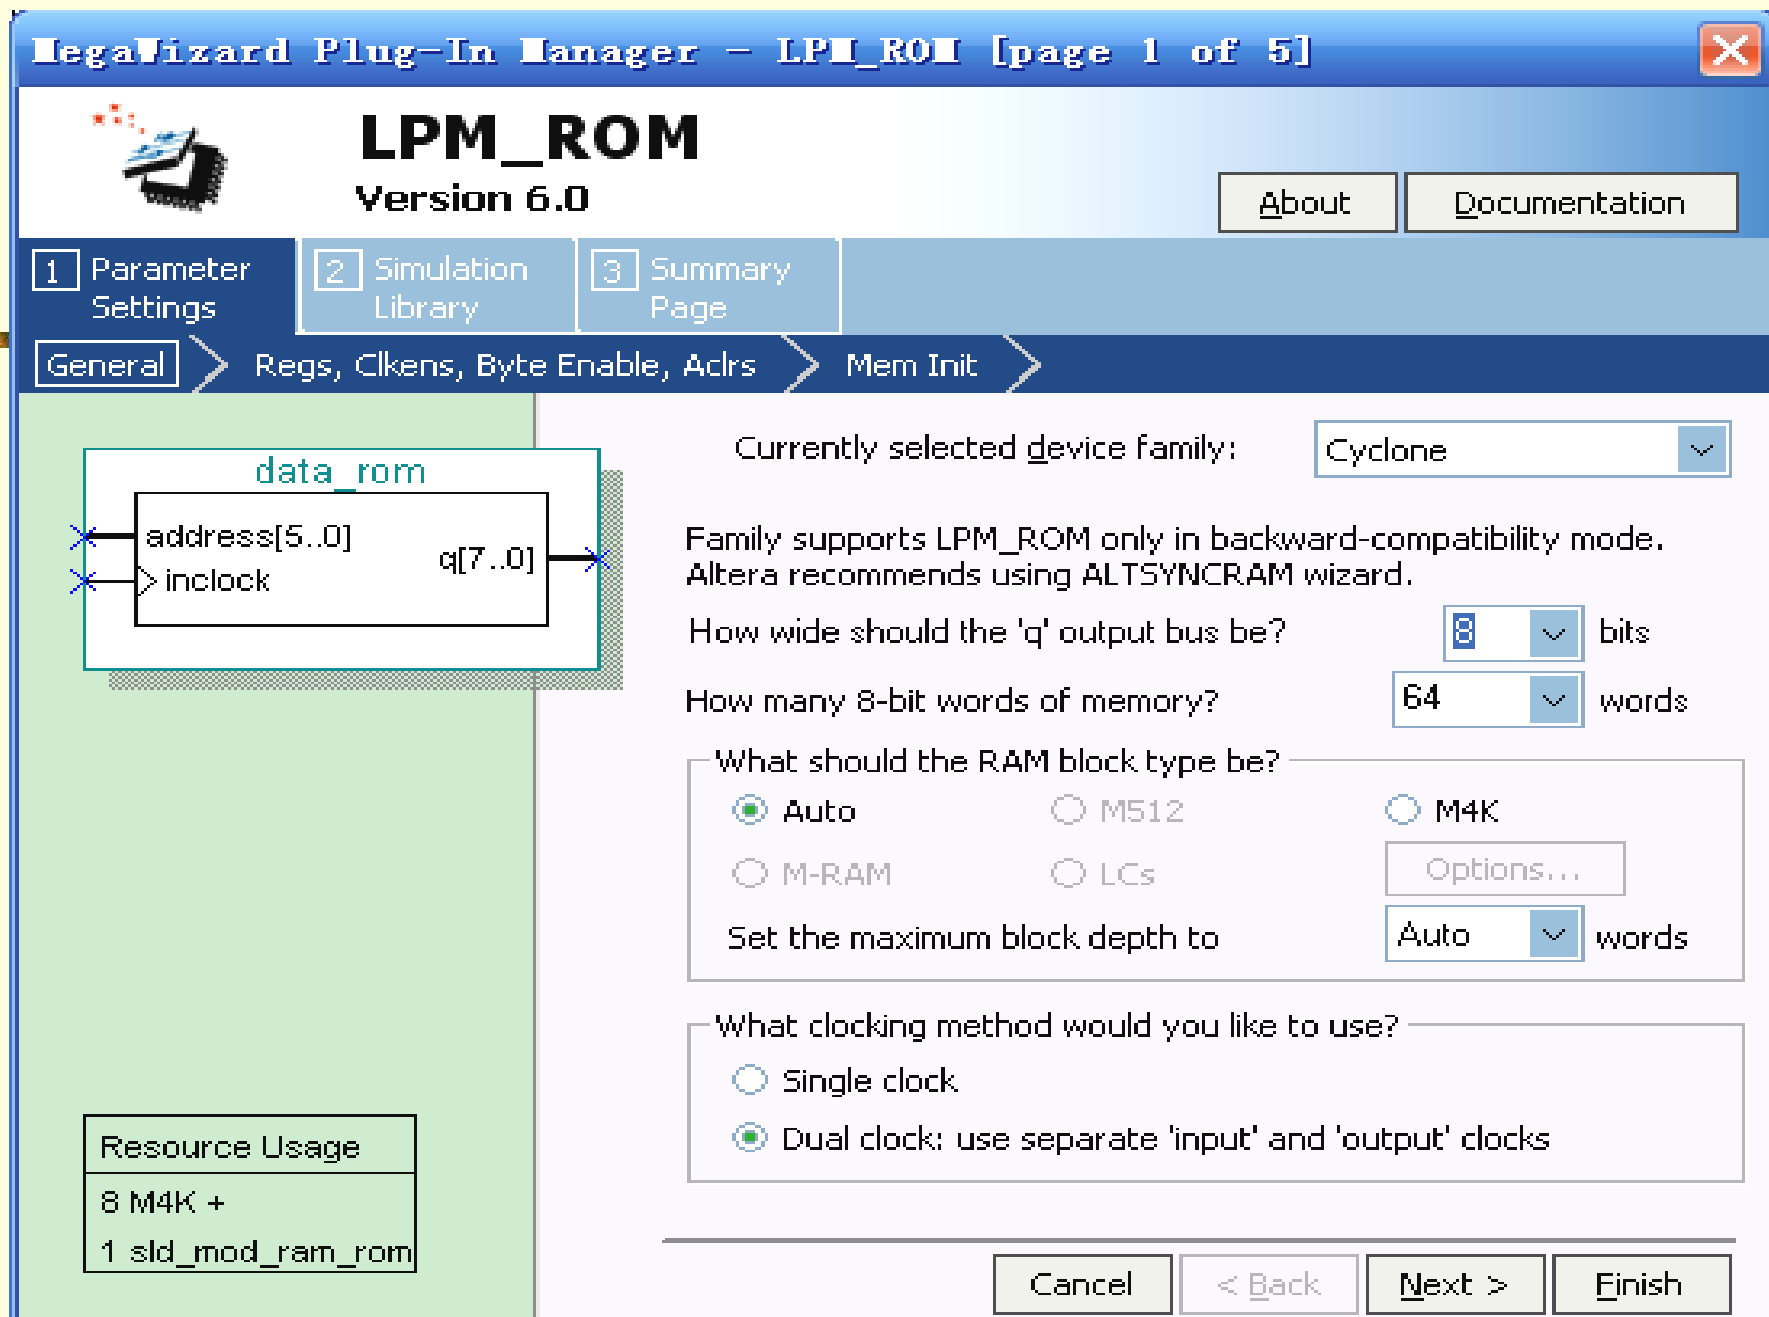 MegaWizard Plug-In Manager - LPM_ROM [page 1 of 5]
LPM_ROM
Version 6.0
About
Documentation
1 Parameter Settings
2 Simulation Library
3 Summary Page
General
Regs, Clkens, Byte Enable, Aclrs
Mem Init
data_rom
address[5..0]
q[7..0]
inclock
Currently selected device family:
Cyclone
Family supports LPM_ROM only in backward-compatibility mode.
Altera recommends using ALTSYNCRAM wizard.
How wide should the 'q' output bus be?
8
bits
How many 8-bit words of memory?
64
words
What should the RAM block type be?
Auto
M512
M4K
M-RAM
LCs
Options...
Set the maximum block depth to
Auto
words
What clocking method would you like to use?
Single clock
Dual clock: use separate 'input' and 'output' clocks
Resource Usage
8 M4K +
1 sld_mod_ram_rom
Cancel
< Back
Next >
Finish